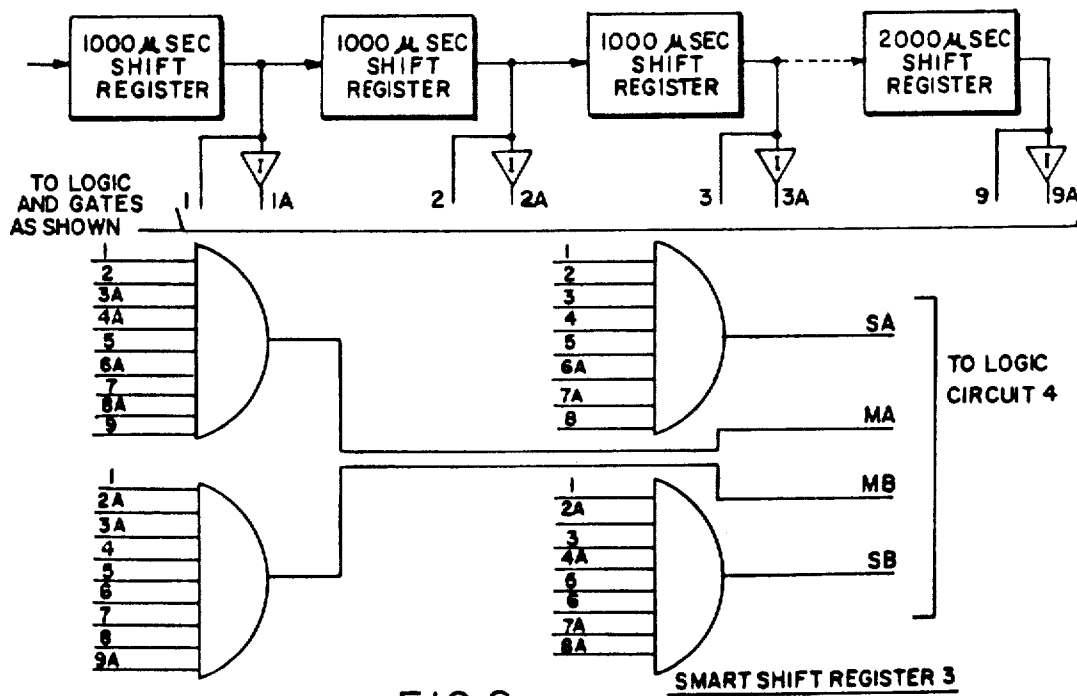 1000 μ SEC
SHIFT
REGISTER
1000 μ SEC
SHIFT
REGISTER
1000 μ SEC
SHIFT
REGISTER
2000 μ SEC
SHIFT
REGISTER
I
I
I
I
1
1A
2
2A
3
3A
9
9A
TO LOGIC
AND GATES
AS SHOWN
1
2
3A
4A
5
6A
7
8A
9
1
2
3
4
5
6A
7A
8
SA
MA
MB
SB
TO LOGIC
CIRCUIT 4
1
2A
3A
4
5
6
7
8
9A
1
2A
3
4A
5
6
7A
8A
SMART SHIFT REGISTER 3